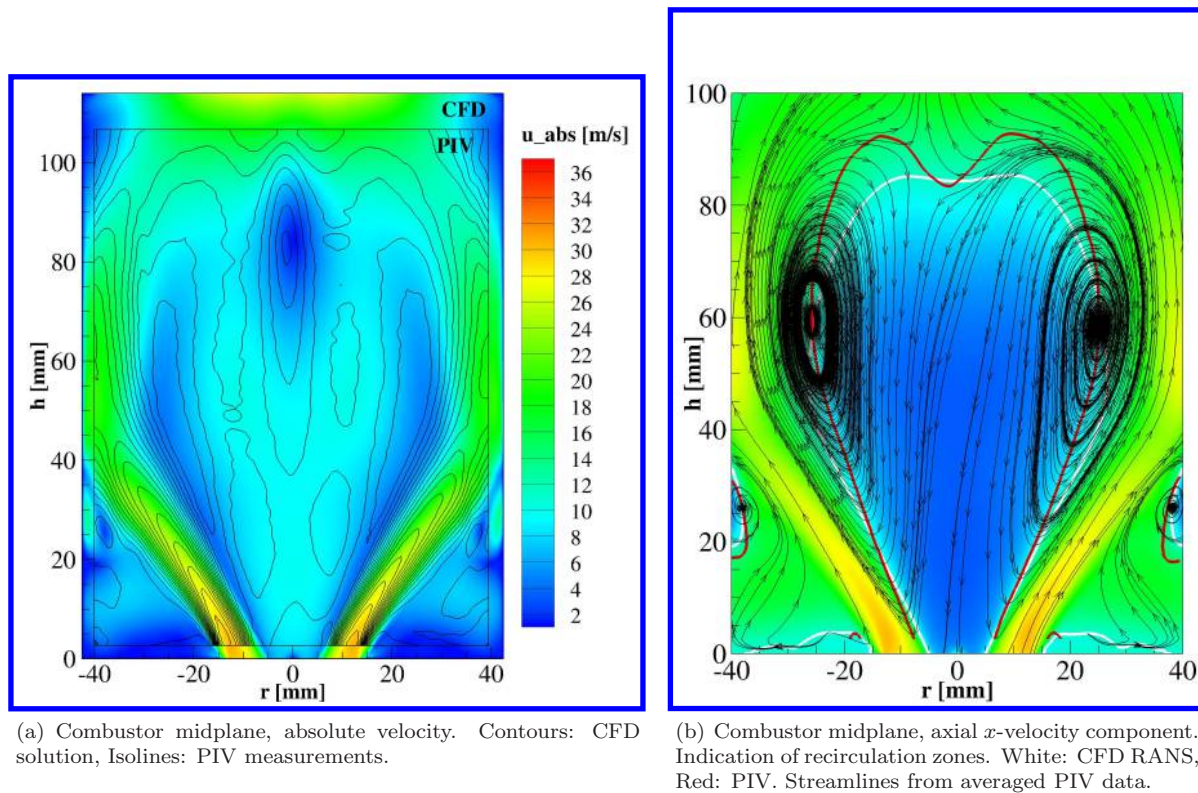 CFD
PIV
u_abs [m/s]
36
34
32
30
28
26
24
22
20
18
16
14
12
10
8
6
4
2
100
80
60
40
20
0
h [mm]
-40 -20 0 20 40
r [mm]
(a) Combustor midplane, absolute velocity. Contours: CFD
solution, Isolines: PIV measurements.
100
80
60
40
20
0
h [mm]
-40 -20 0 20 40
r [mm]
(b) Combustor midplane, axial x-velocity component.
Indication of recirculation zones. White: CFD RANS,
Red: PIV. Streamlines from averaged PIV data.